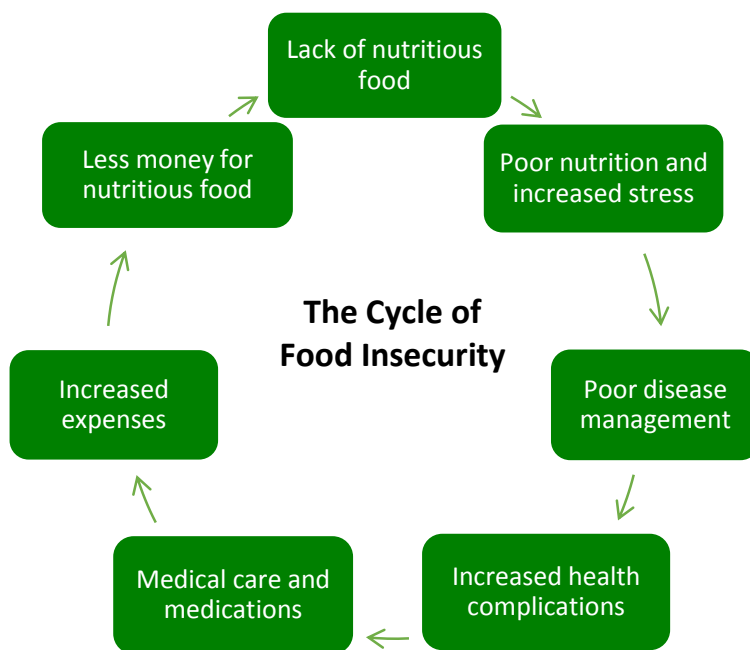 Lack of nutritious
food
Poor nutrition and
increased stress
Poor disease
management
Increased health
complications
Medical care and
medications
Increased
expenses
Less money for
nutritious food
The Cycle of
Food Insecurity